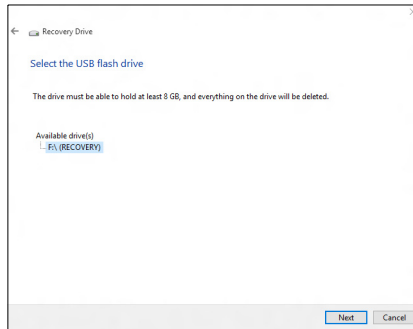 Recovery Drive
Select the USB flash drive
The drive must be able to hold at least 8 GB, and everything on the drive will be deleted.
Available drive(s)
F:\ (RECOVERY)
Next Cancel